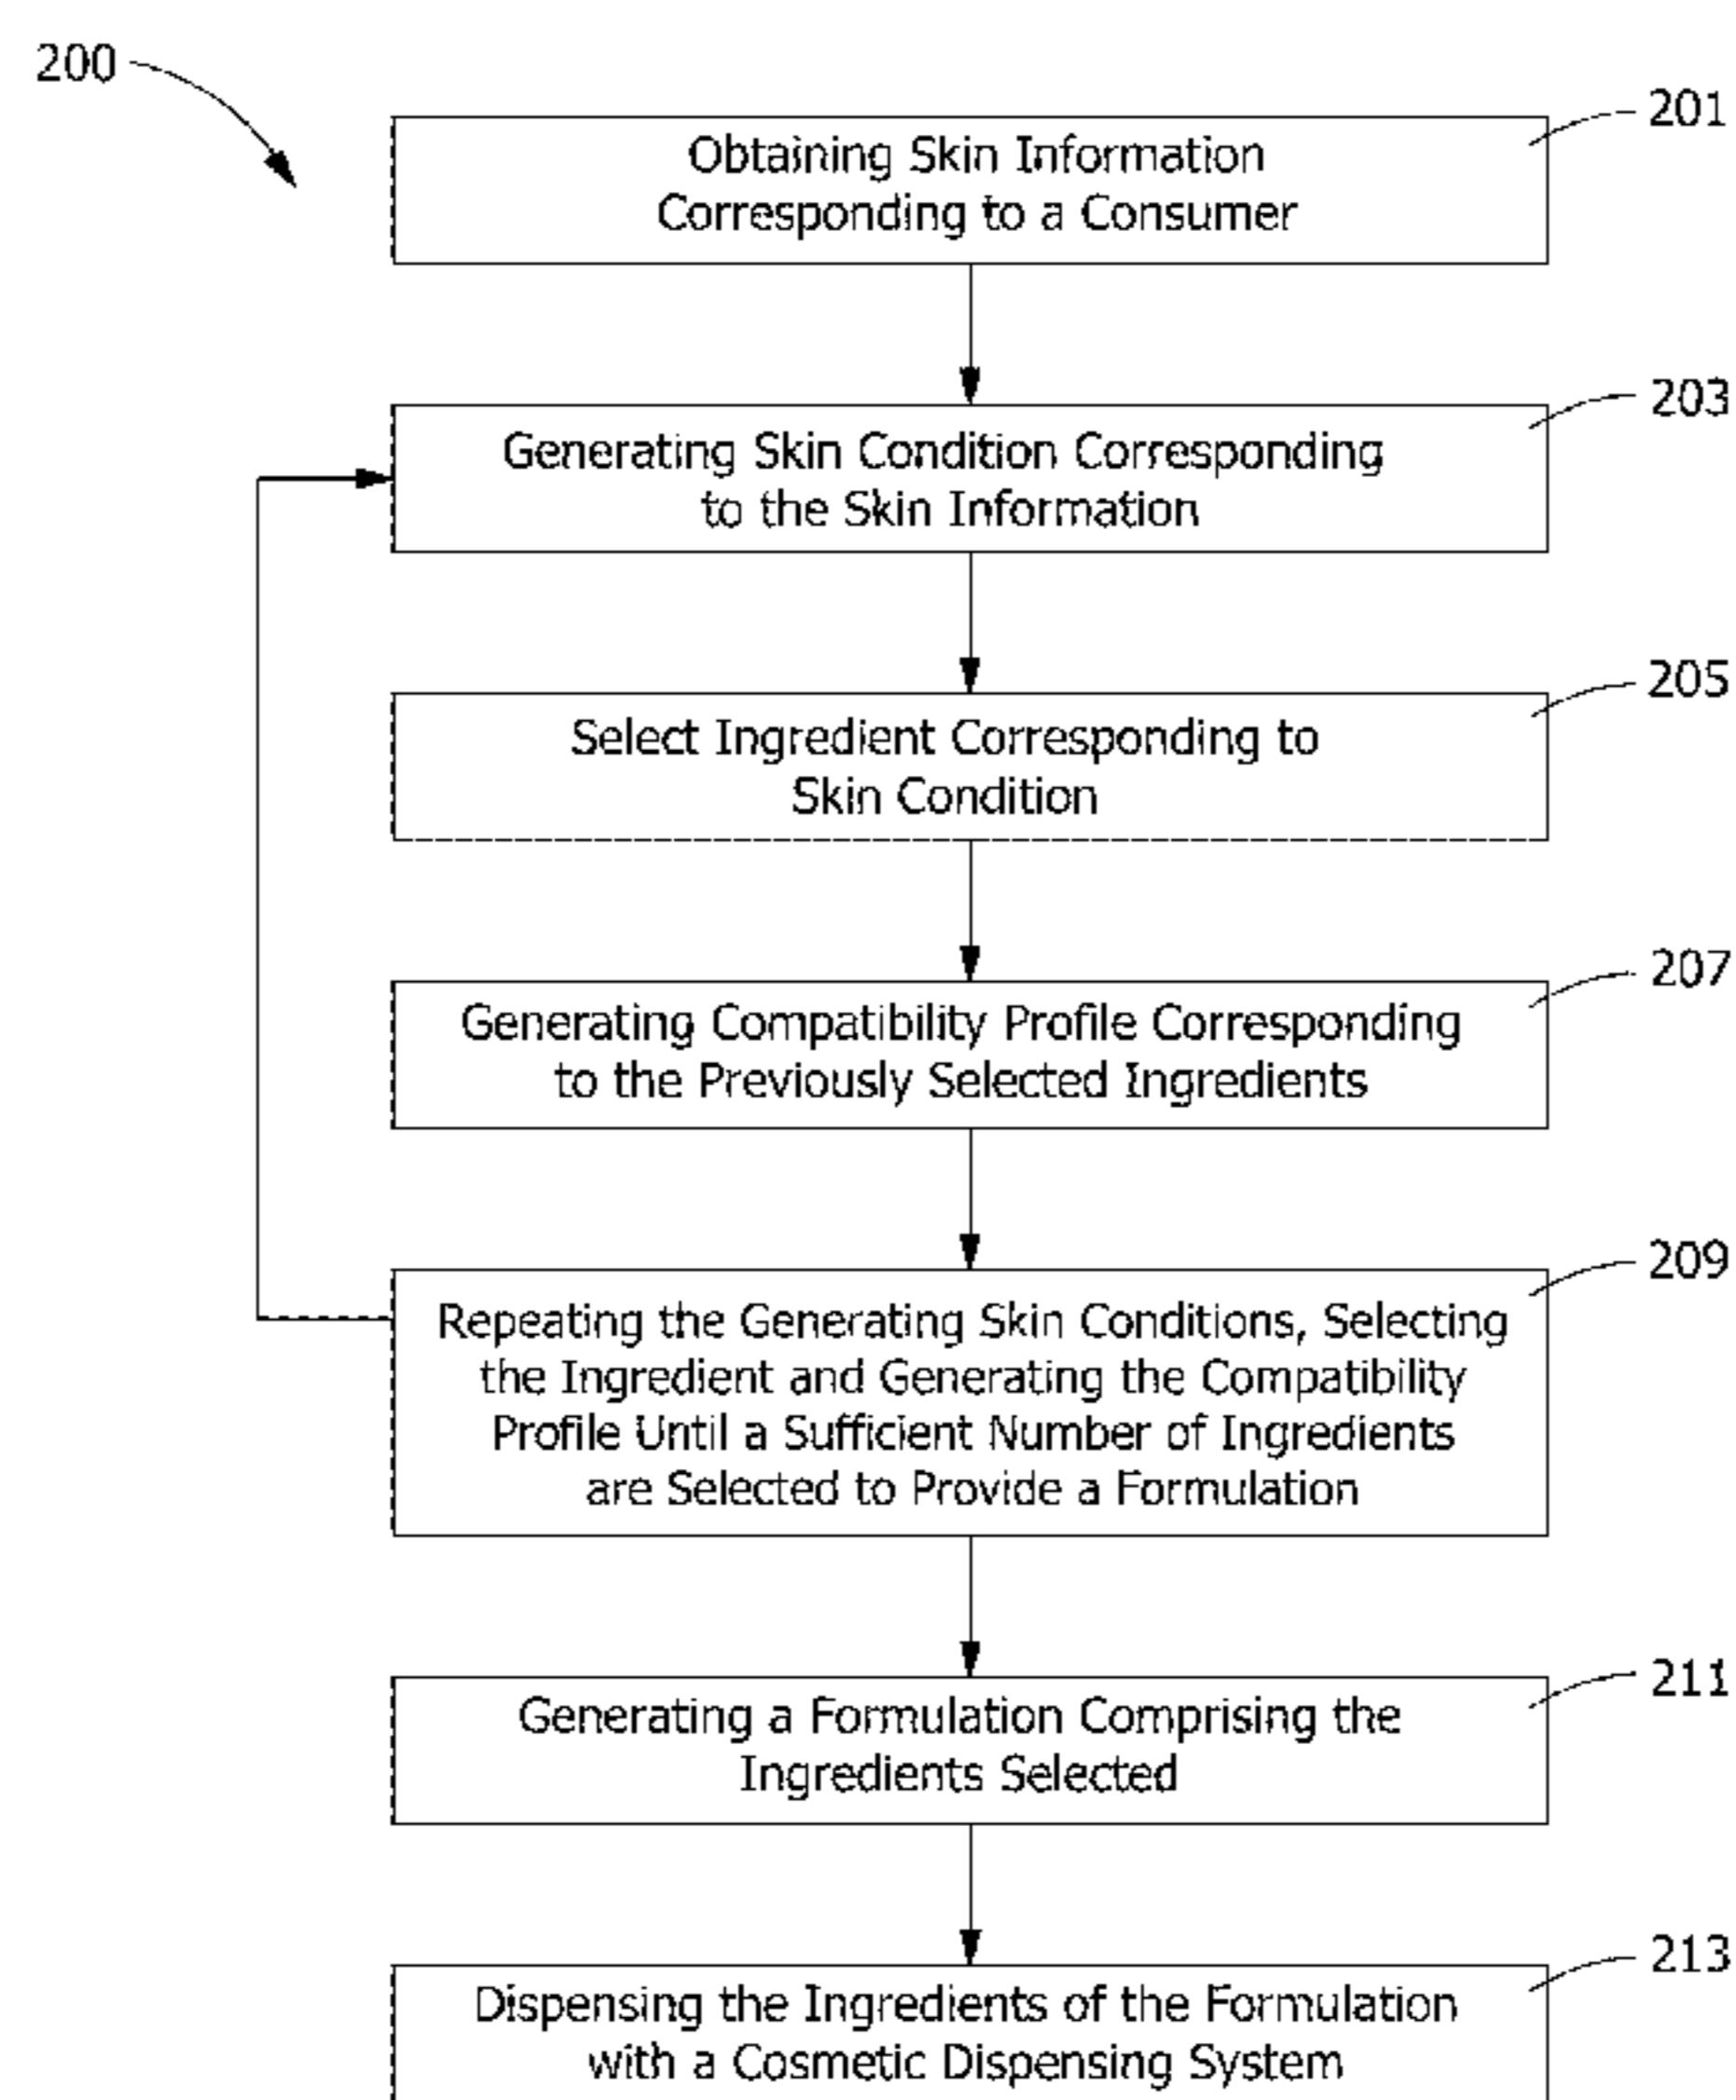 200
201
Obtaining Skin Information
Corresponding to a Consumer
203
Generating Skin Condition Corresponding
to the Skin Information
205
Select Ingredient Corresponding to
Skin Condition
207
Generating Compatibility Profile Corresponding
to the Previously Selected Ingredients
209
Repeating the Generating Skin Conditions, Selecting
the Ingredient and Generating the Compatibility
Profile Until a Sufficient Number of Ingredients
are Selected to Provide a Formulation
211
Generating a Formulation Comprising the
Ingredients Selected
213
Dispensing the Ingredients of the Formulation
with a Cosmetic Dispensing System